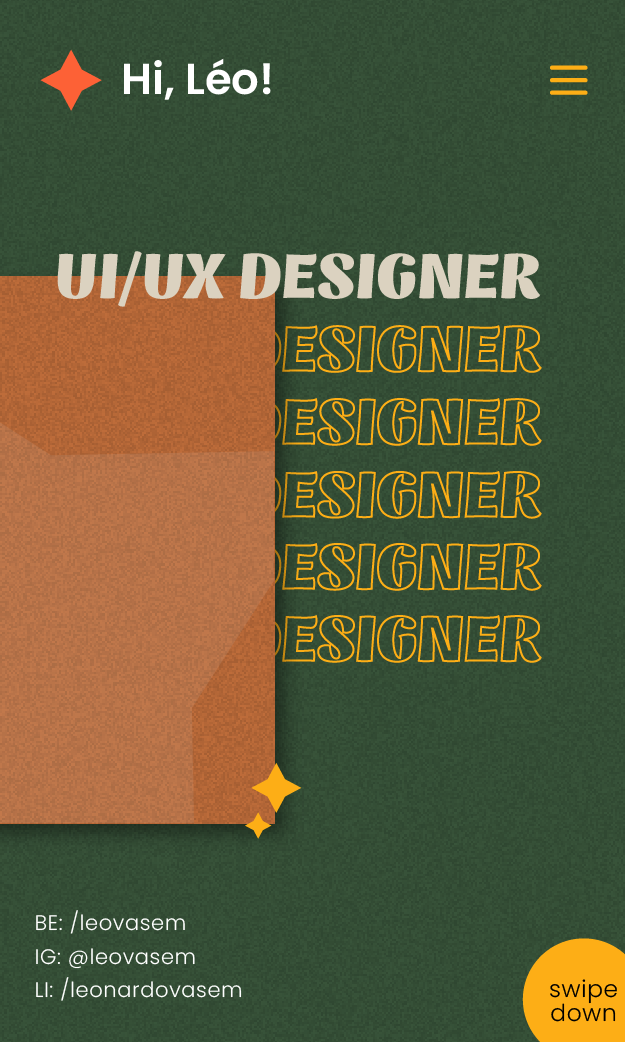 Hi, Léo!
UI/UX DESIGNER
DESIGNER
DESIGNER
DESIGNER
DESIGNER
DESIGNER
BE: /leovasem
IG: @leovasem
LI: /leonardovasem
swipe
down